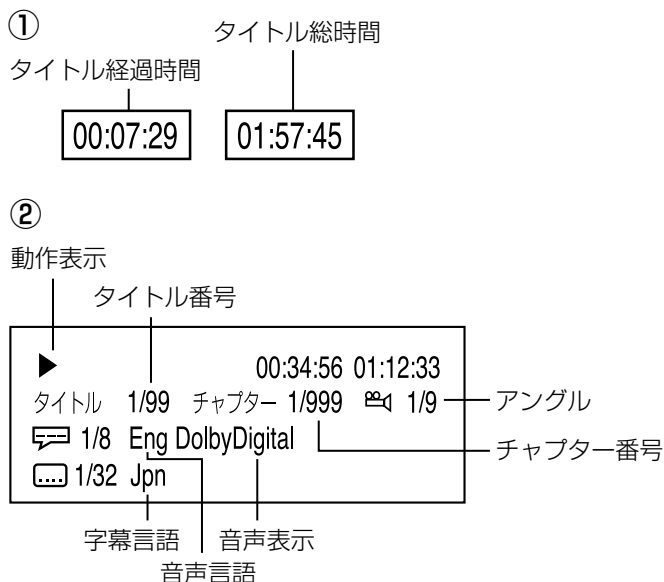 ①
タイトル総時間
タイトル経過時間
00:07:29 01:57:45
②
動作表示
タイトル番号
00:34:56 01:12:33
タイトル 1/99 チャプター 1/999 1/9 アングル
1/8 Eng DolbyDigital
チャプター番号
1/32 Jpn
字幕言語 音声表示
音声言語